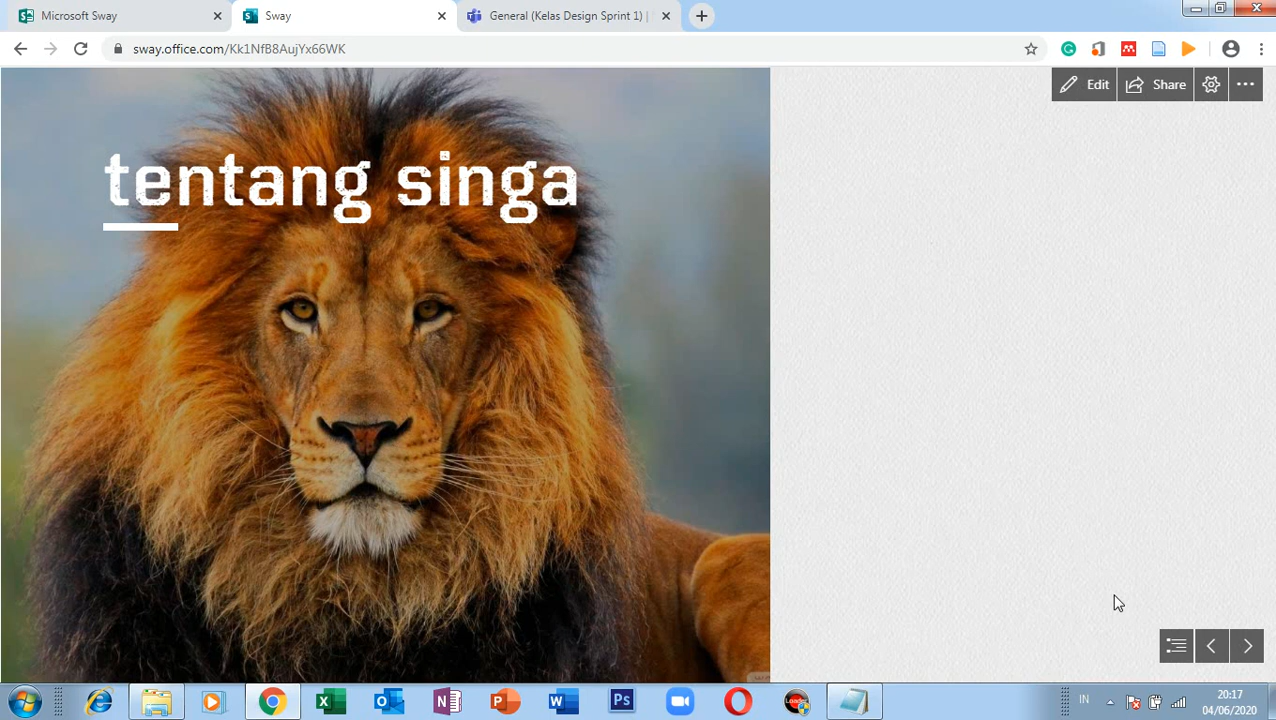 Microsoft Sway
Sway
General (Kelas Design Sprint 1) |
sway.office.com/Kk1NfB8AujYx66WK
Edit
Share
tentang singa
IN
20:17
04/06/2020